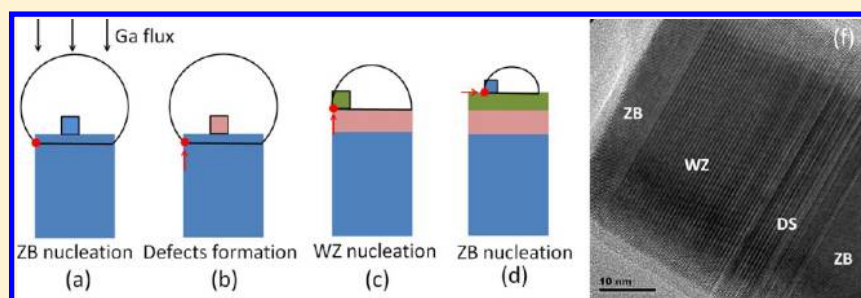 Ga flux
ZB nucleation
(a)
Defects formation
(b)
WZ nucleation
(c)
ZB nucleation
(d)
(f)
ZB
WZ
DS
ZB
10 nm